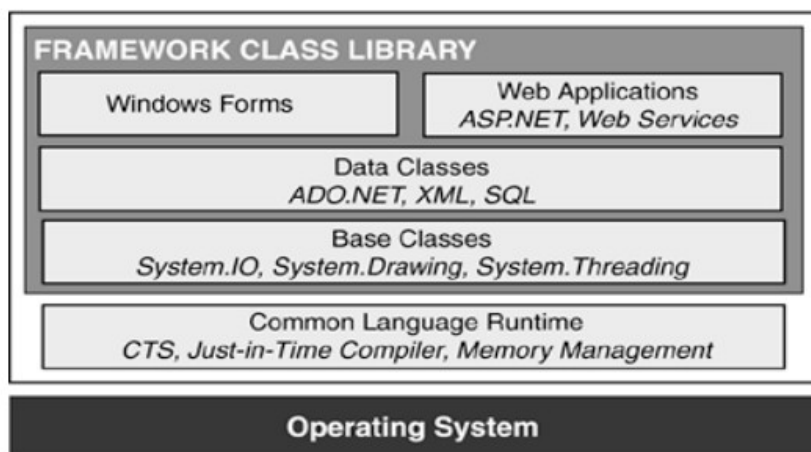 FRAMEWORK CLASS LIBRARY
Windows Forms
Web Applications
ASP.NET, Web Services
Data Classes
ADO.NET, XML, SQL
Base Classes
System.IO, System.Drawing, System.Threading
Common Language Runtime
CTS, Just-in-Time Compiler, Memory Management
Operating System